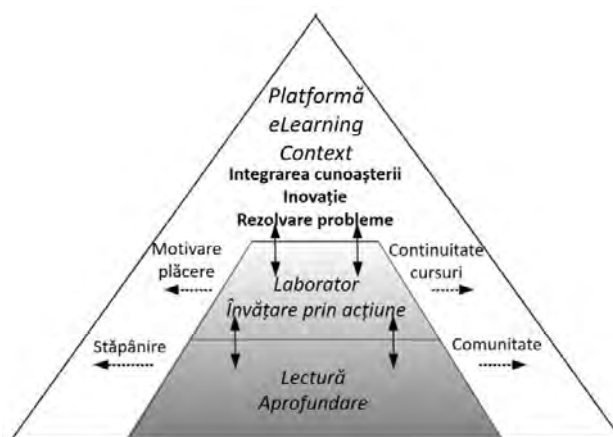 Platformă
eLearning
Context
Integrarea cunoașterii
Inovație
Rezolvare probleme
Motivare
plăcere
Continuitate
cursuri
Laborator
Învățare prin acțiune
Stăpânire
Comunitate
Lectură
Aprofundare